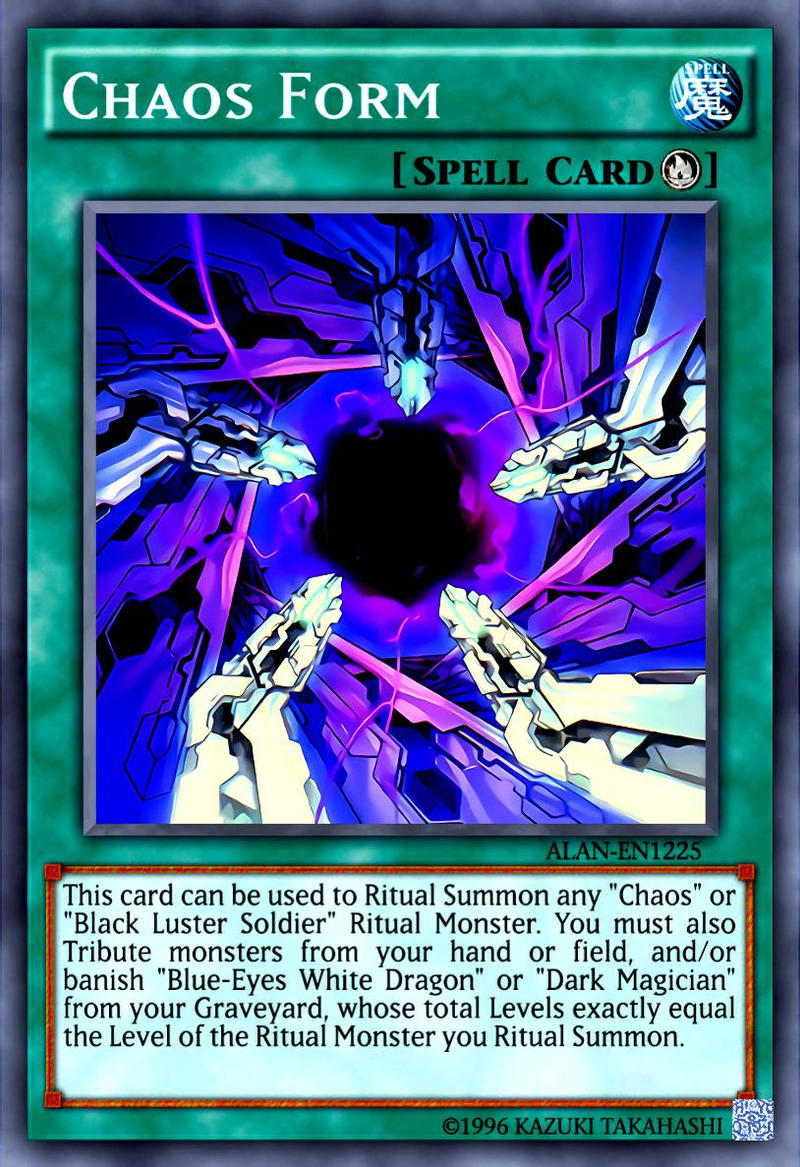 CHAOS FORM
SPELL
魔
[SPELL CARD]
ALAN-EN1225
This card can be used to Ritual Summon any "Chaos" or
"Black Luster Soldier" Ritual Monster. You must also
Tribute monsters from your hand or field, and/or
banish "Blue-Eyes White Dragon" or "Dark Magician"
from your Graveyard, whose total Levels exactly equal
the Level of the Ritual Monster you Ritual Summon.
©1996 KAZUKI TAKAHASHI